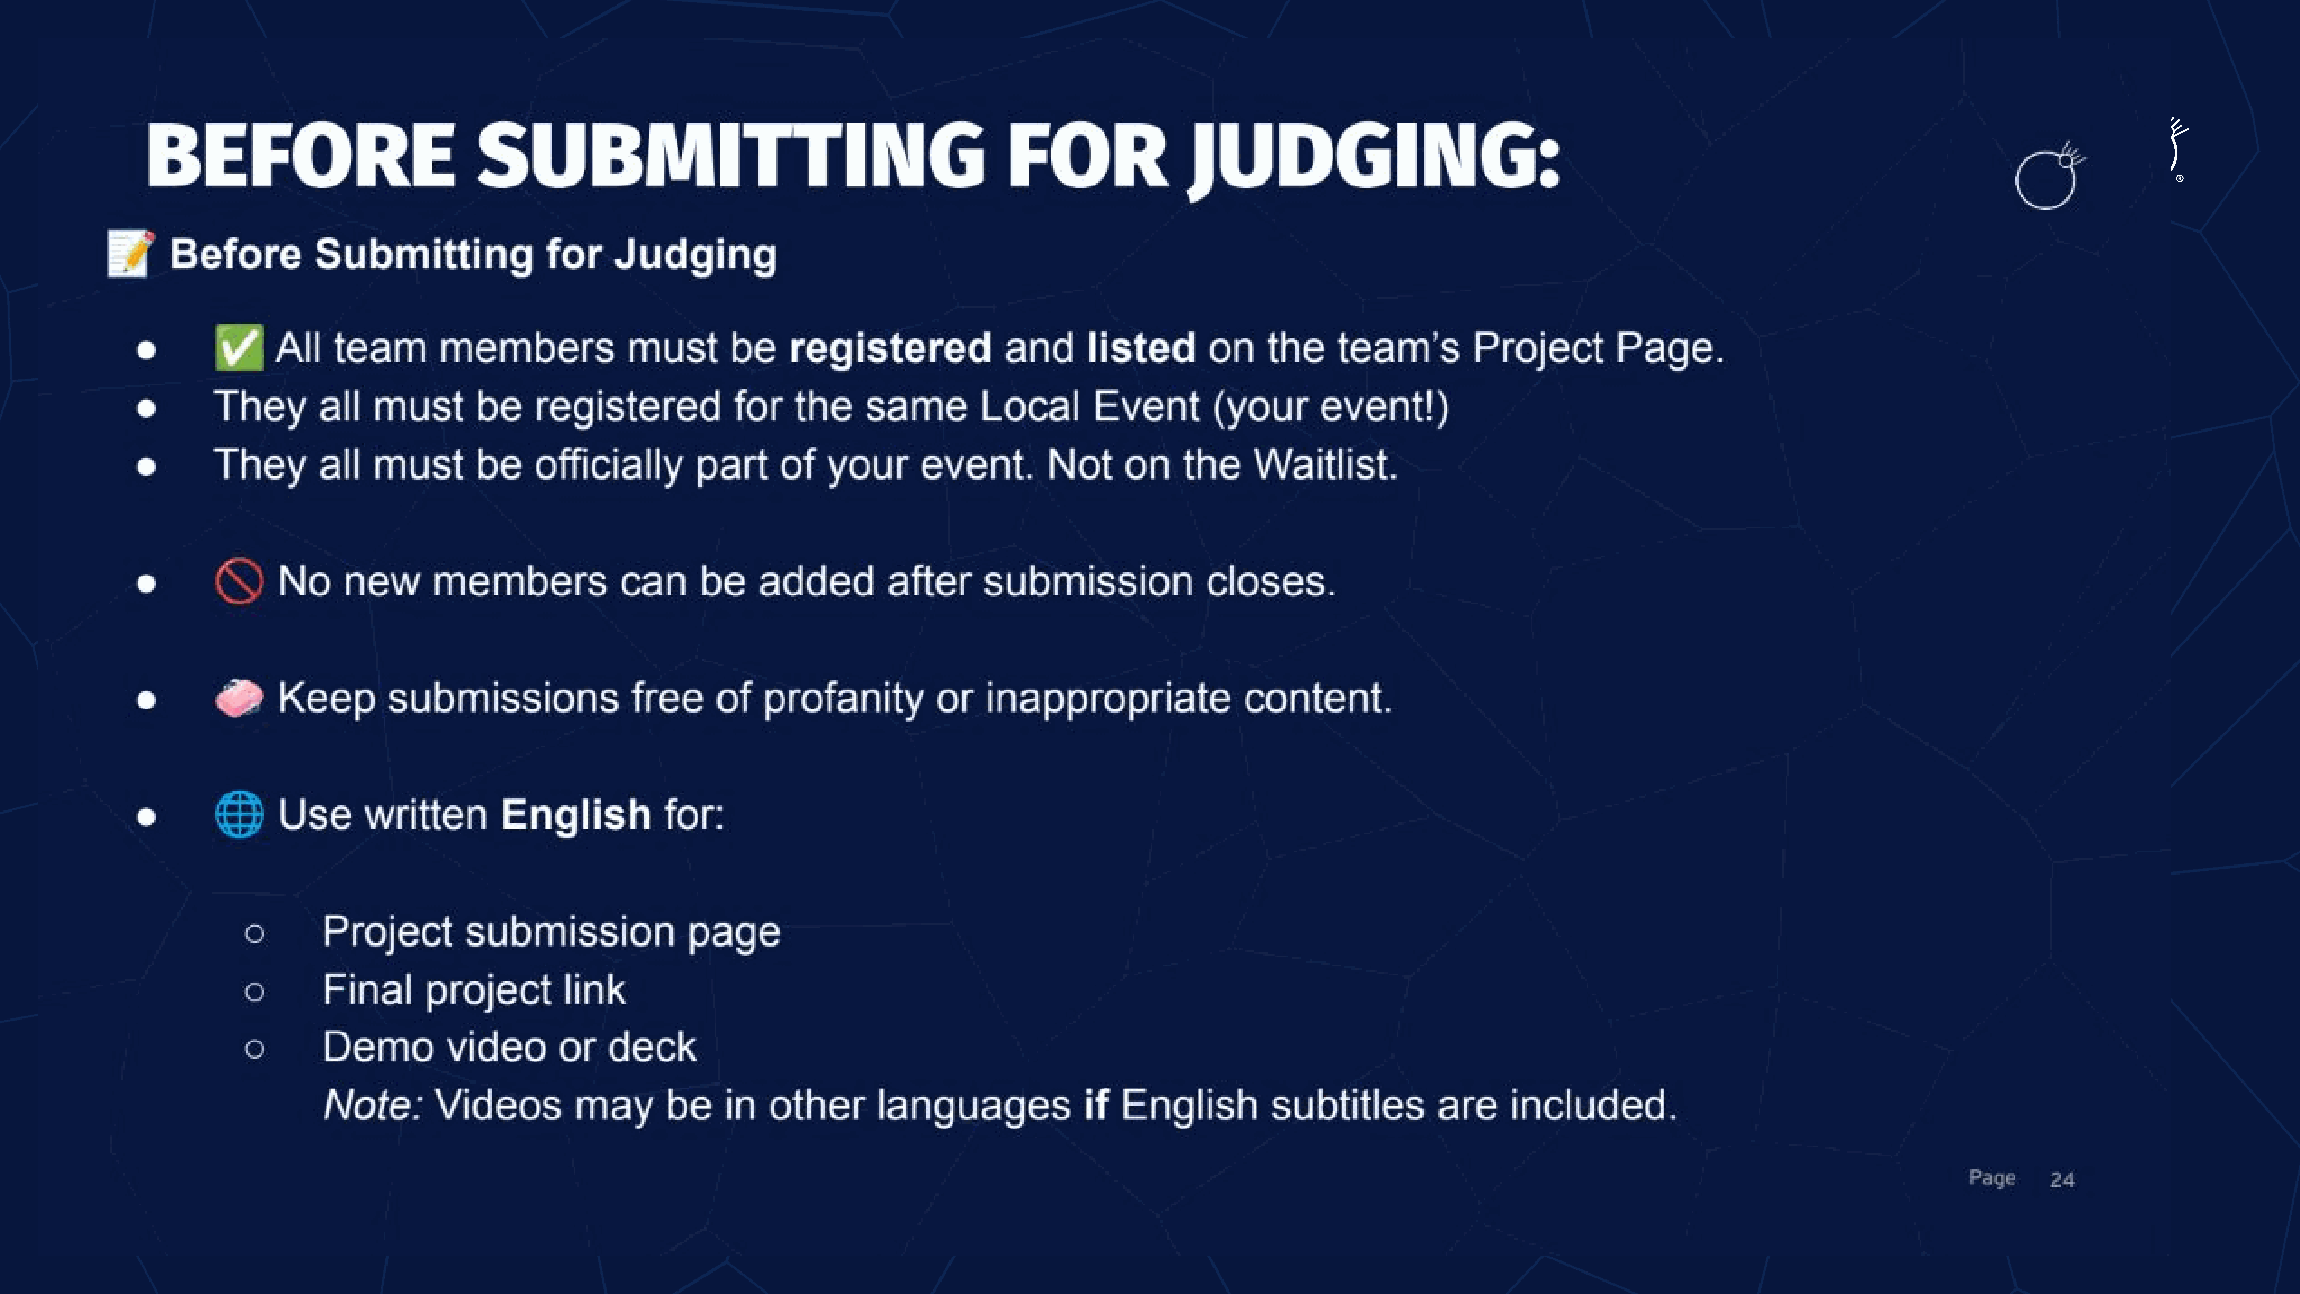 BEFORE SUBMITTING FOR JUDGING:
📝 Before Submitting for Judging
● ✅ All team members must be registered and listed on the team’s Project Page.
● They all must be registered for the same Local Event (your event!)
● They all must be officially part of your event. Not on the Waitlist.
● 🚫 No new members can be added after submission closes.
● 🧼 Keep submissions free of profanity or inappropriate content.
● 🌐 Use written English for:
○ Project submission page
○ Final project link
○ Demo video or deck
Note: Videos may be in other languages if English subtitles are included.
Page 24